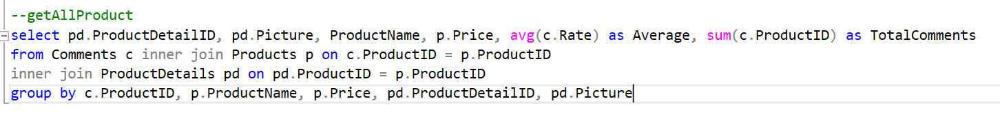 --getAllProduct
select pd.ProductDetailID, pd.Picture, ProductName, p.Price, avg(c.Rate) as Average, sum(c.ProductID) as TotalComments
from Comments c inner join Products p on c.ProductID = p.ProductID
inner join ProductDetails pd on pd.ProductID = p.ProductID
group by c.ProductID, p.ProductName, p.Price, pd.ProductDetailID, pd.Picture